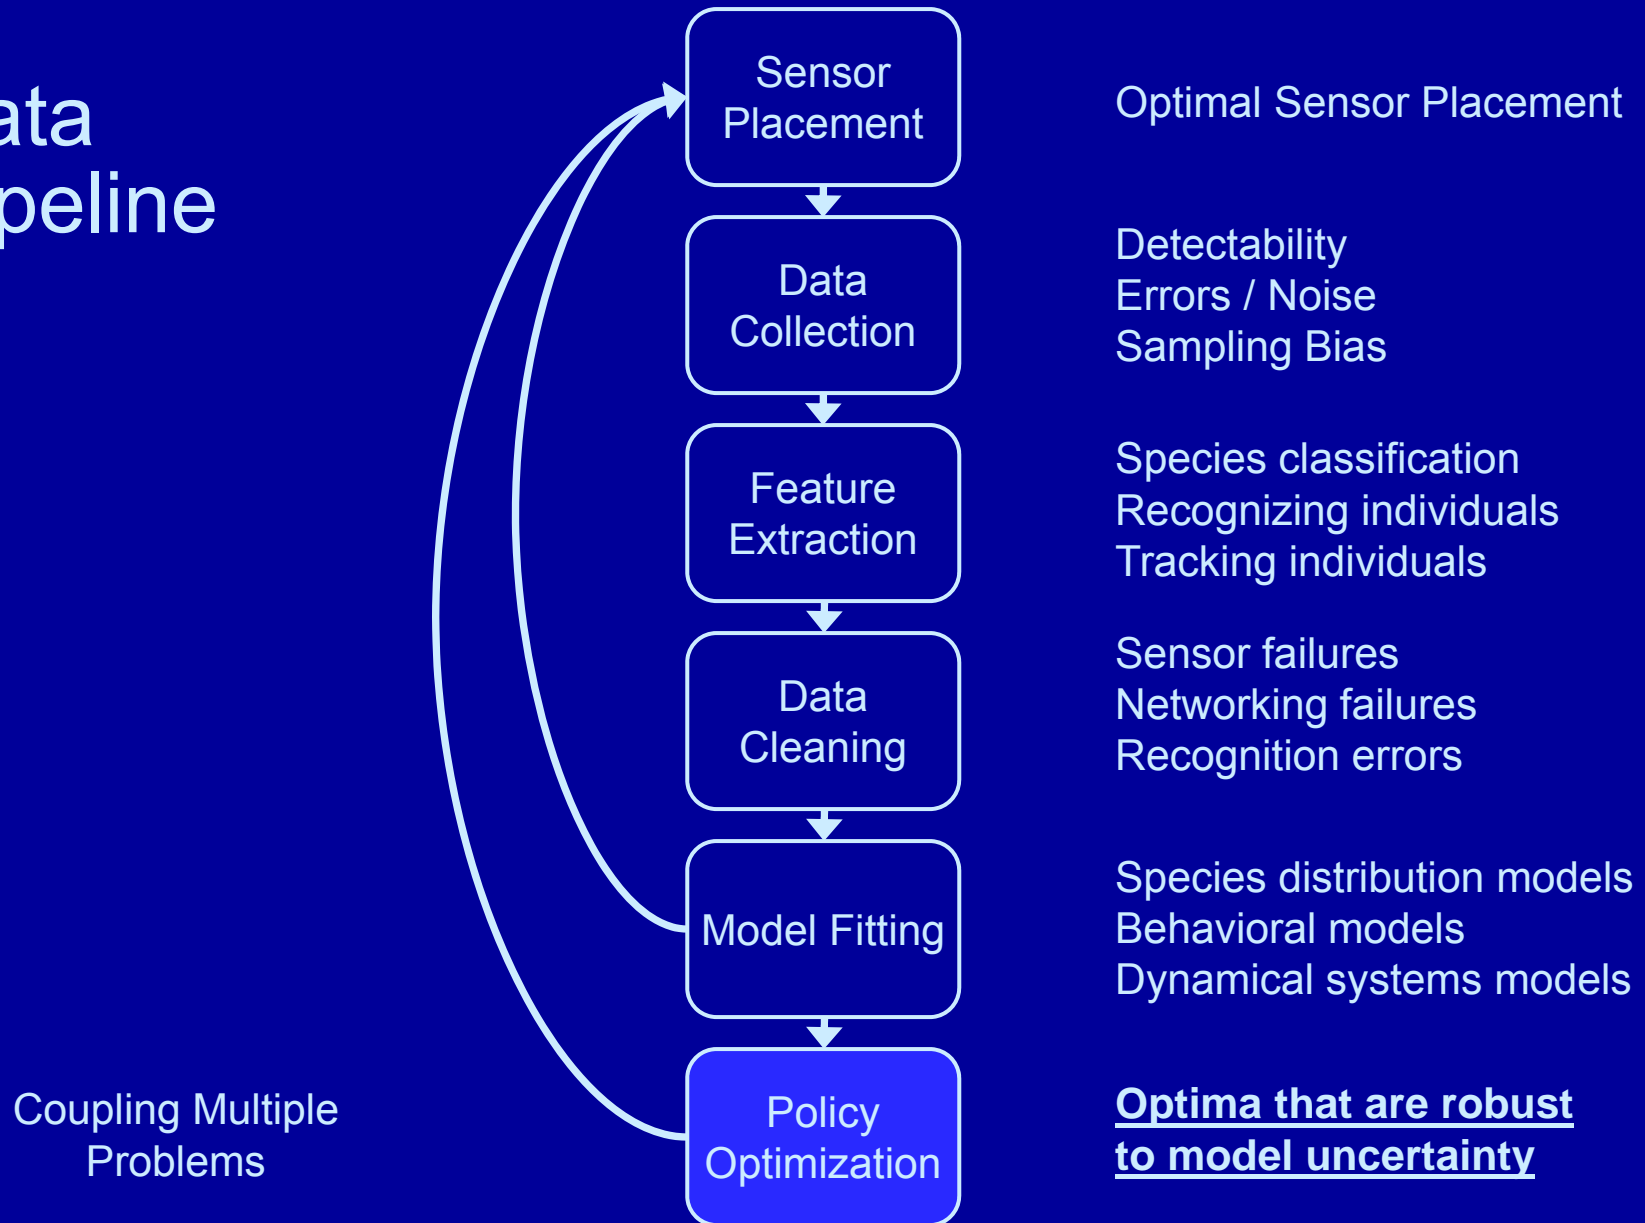 ata
peline
Sensor
Placement
Optimal Sensor Placement
Data
Collection
Detectability
Errors / Noise
Sampling Bias
Feature
Extraction
Species classification
Recognizing individuals
Tracking individuals
Data
Cleaning
Sensor failures
Networking failures
Recognition errors
Model Fitting
Species distribution models
Behavioral models
Dynamical systems models
Coupling Multiple
Problems
Policy
Optimization
Optima that are robust
to model uncertainty